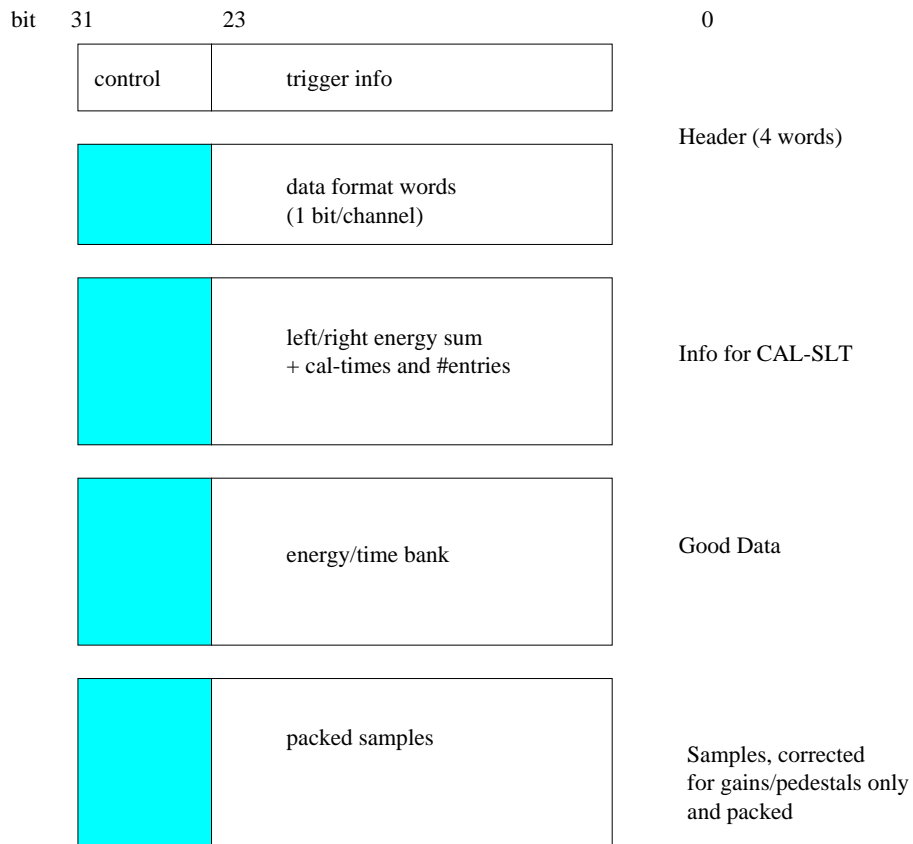 bit 31 23 0
control trigger info
Header (4 words)
data format words
(1 bit/channel)
left/right energy sum
+ cal-times and #entries
Info for CAL-SLT
energy/time bank
Good Data
packed samples
Samples, corrected
for gains/pedestals only
and packed